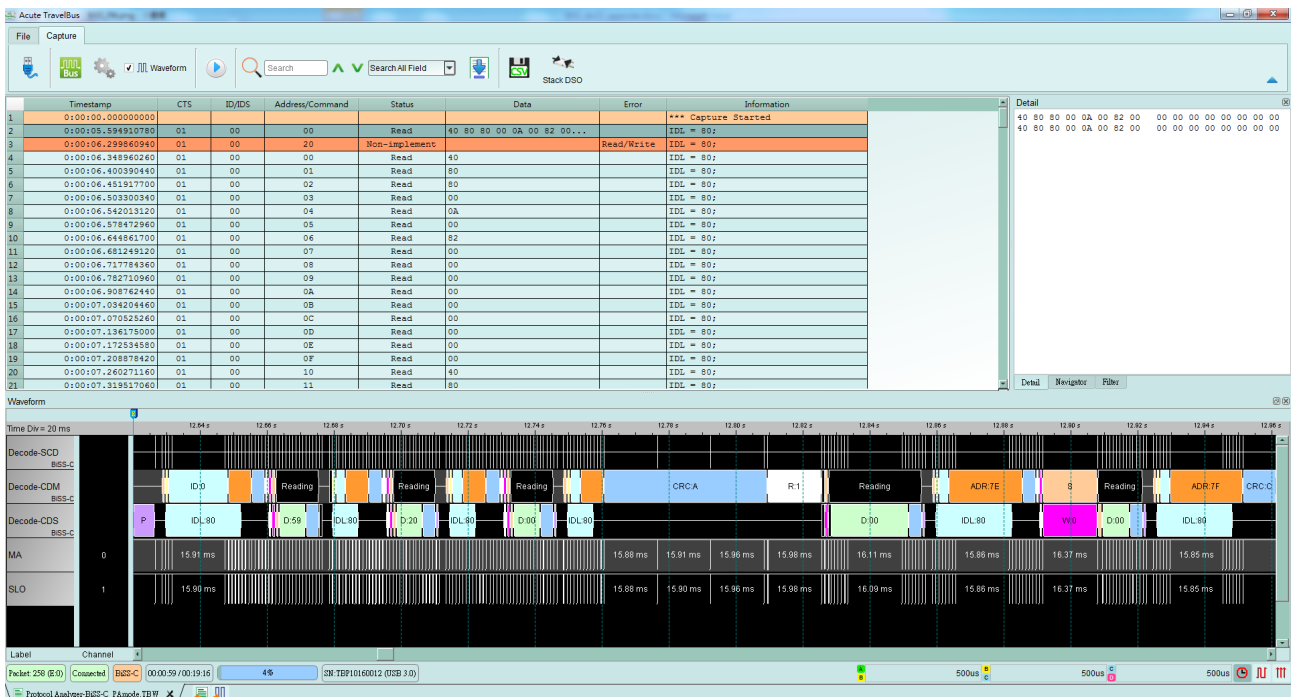 Acute TravelBus
File Capture
Bus Waveform Search Search All Field CSV Stack DSO
Timestamp CTS ID/IDS Address/Command Status Data Error Information
1 0:00:00.000000000 *** Capture Started
2 0:00:05.594910780 01 00 00 Read 40 80 80 00 0A 00 82 00... IDL = 80;
3 0:00:06.299860940 01 00 20 Non-implement Read/Write IDL = 80;
4 0:00:06.348960260 01 00 00 Read 40 IDL = 80;
5 0:00:06.400390440 01 00 01 Read 80 IDL = 80;
6 0:00:06.451917700 01 00 02 Read 80 IDL = 80;
7 0:00:06.503300340 01 00 03 Read 00 IDL = 80;
8 0:00:06.542013120 01 00 04 Read 0A IDL = 80;
9 0:00:06.578472960 01 00 05 Read 00 IDL = 80;
10 0:00:06.644861700 01 00 06 Read 82 IDL = 80;
11 0:00:06.681249120 01 00 07 Read 00 IDL = 80;
12 0:00:06.717784360 01 00 08 Read 00 IDL = 80;
13 0:00:06.782710960 01 00 09 Read 00 IDL = 80;
14 0:00:06.908762440 01 00 0A Read 00 IDL = 80;
15 0:00:07.034204460 01 00 0B Read 00 IDL = 80;
16 0:00:07.070525260 01 00 0C Read 00 IDL = 80;
17 0:00:07.136175000 01 00 0D Read 00 IDL = 80;
18 0:00:07.172534580 01 00 0E Read 00 IDL = 80;
19 0:00:07.208878420 01 00 0F Read 00 IDL = 80;
20 0:00:07.260271160 01 00 10 Read 40 IDL = 80;
21 0:00:07.319517060 01 00 11 Read 80 IDL = 80;
Detail
40 80 80 00 0A 00 82 00 00 00 00 00 00 00 00 00
40 80 80 00 0A 00 82 00 00 00 00 00 00 00 00 00
Detail Navigator Filter
Waveform
Time Div = 20 ms 12.64 s 12.66 s 12.68 s 12.70 s 12.72 s 12.74 s 12.76 s 12.78 s 12.80 s 12.82 s 12.84 s 12.86 s 12.88 s 12.90 s 12.92 s 12.94 s 12.96 s
Decode-SCD
BiSS-C
Decode-CDM ID:0 Reading Reading Reading CRC:A R:1 Reading ADR:7E S Reading ADR:7F CRC:C
BiSS-C
Decode-CDS P IDL:80 D:59 IDL:80 D:20 IDL:80 D:00 IDL:80 D:00 IDL:80 W:0 D:00 IDL:80
BiSS-C
MA 0 15.91 ms 15.88 ms 15.91 ms 15.96 ms 15.98 ms 16.11 ms 15.86 ms 16.37 ms 15.85 ms
SLO 1 15.90 ms 15.88 ms 15.90 ms 15.96 ms 15.98 ms 16.09 ms 15.86 ms 16.37 ms 15.85 ms
Label Channel
Packet: 258 (E:0) Connected BiSS-C 00:00:59 / 00:19:16 4% SN:TBP10160012 (USB 3.0) A B 500us B C 500us C D 500us
Protocol Analyzer-BiSS-C_PAmode.TBW